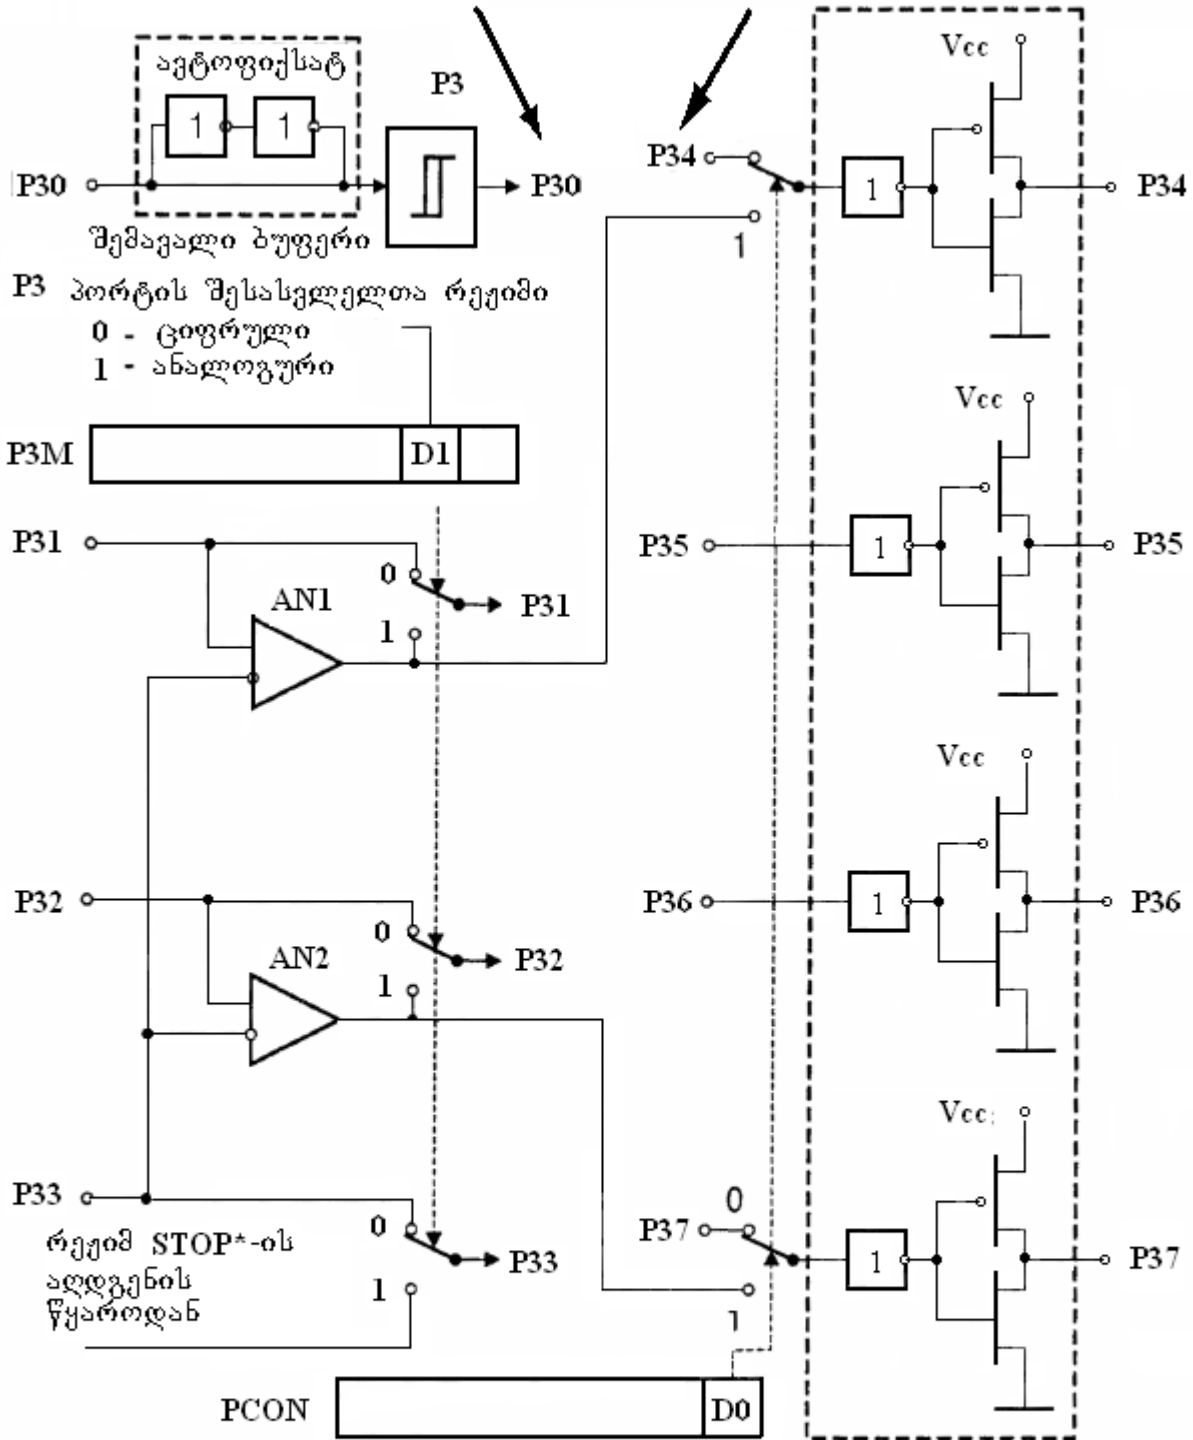 ავტოფიქსატ
P3
Vcc
1
1
P30
P30
P34
1
P34
შემავალი ბუფერი
1
P3 პორტის შესასვლელთა რეჟიმი
0 - ციფრული
1 - ანალოგური
Vcc
P3M
D1
P31
P35
1
P35
0
AN1
P31
1
Vcc
P32
P36
1
P36
0
AN2
P32
1
Vcc
P33
0
0
P37
1
P37
რეჟიმ STOP*-ის
აღდგენის
წყაროდან
P33
1
1
PCON
D0